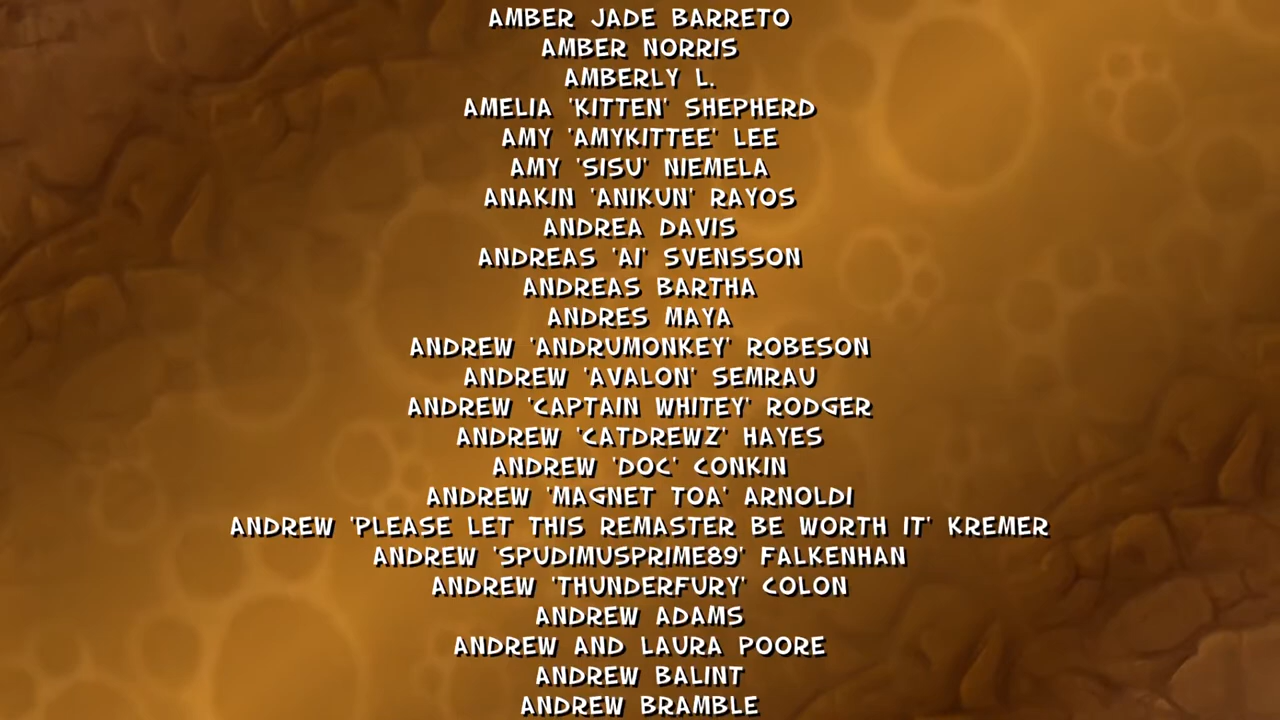 AMBER JADE BARRETO
AMBER NORRIS
AMBERLY L.
AMELIA 'KITTEN' SHEPHERD
AMY 'AMYKITTEE' LEE
AMY 'SISU' NIEMELA
ANAKIN 'ANIKUN' RAYOS
ANDREA DAVIS
ANDREAS 'AI' SVENSSON
ANDREAS BARTHA
ANDRES MAYA
ANDREW 'ANDRUMONKEY' ROBESON
ANDREW 'AVALON' SEMRAU
ANDREW 'CAPTAIN WHITEY' RODGER
ANDREW 'CATDREWZ' HAYES
ANDREW 'DOC' CONKIN
ANDREW 'MAGNET TOA' ARNOLDI
ANDREW 'PLEASE LET THIS REMASTER BE WORTH IT' KREMER
ANDREW 'SPUDIMUSPRIME89' FALKENHAN
ANDREW 'THUNDERFURY' COLON
ANDREW ADAMS
ANDREW AND LAURA POORE
ANDREW BALINT
ANDREW BRAMBLE